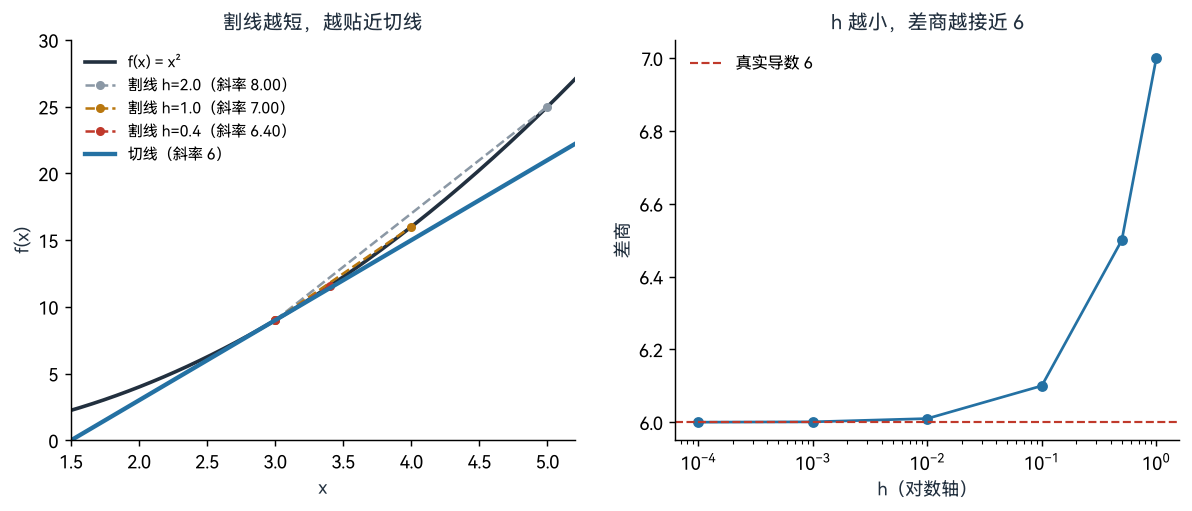 割线越短，越贴近切线
f(x) = x²
割线 h=2.0（斜率 8.00）
割线 h=1.0（斜率 7.00）
割线 h=0.4（斜率 6.40）
切线（斜率 6）
30
25
20
15
10
5
0
f(x)
1.5 2.0 2.5 3.0 3.5 4.0 4.5 5.0
x
h 越小，差商越接近 6
真实导数 6
7.0
6.8
6.6
6.4
6.2
6.0
差商
10⁻⁴ 10⁻³ 10⁻² 10⁻¹ 10⁰
h（对数轴）